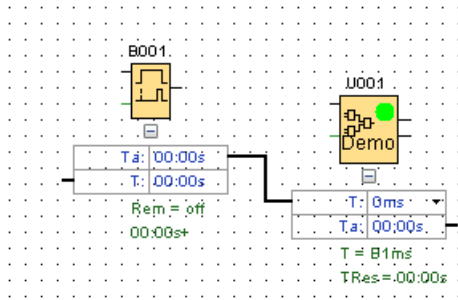 B001
U001
Demo
Ta: 00:00s
T: 00:00s
Rem = off
00:00s+
T: 0ms
Ta: 00:00s
T = B1ms
TRes=00:00s